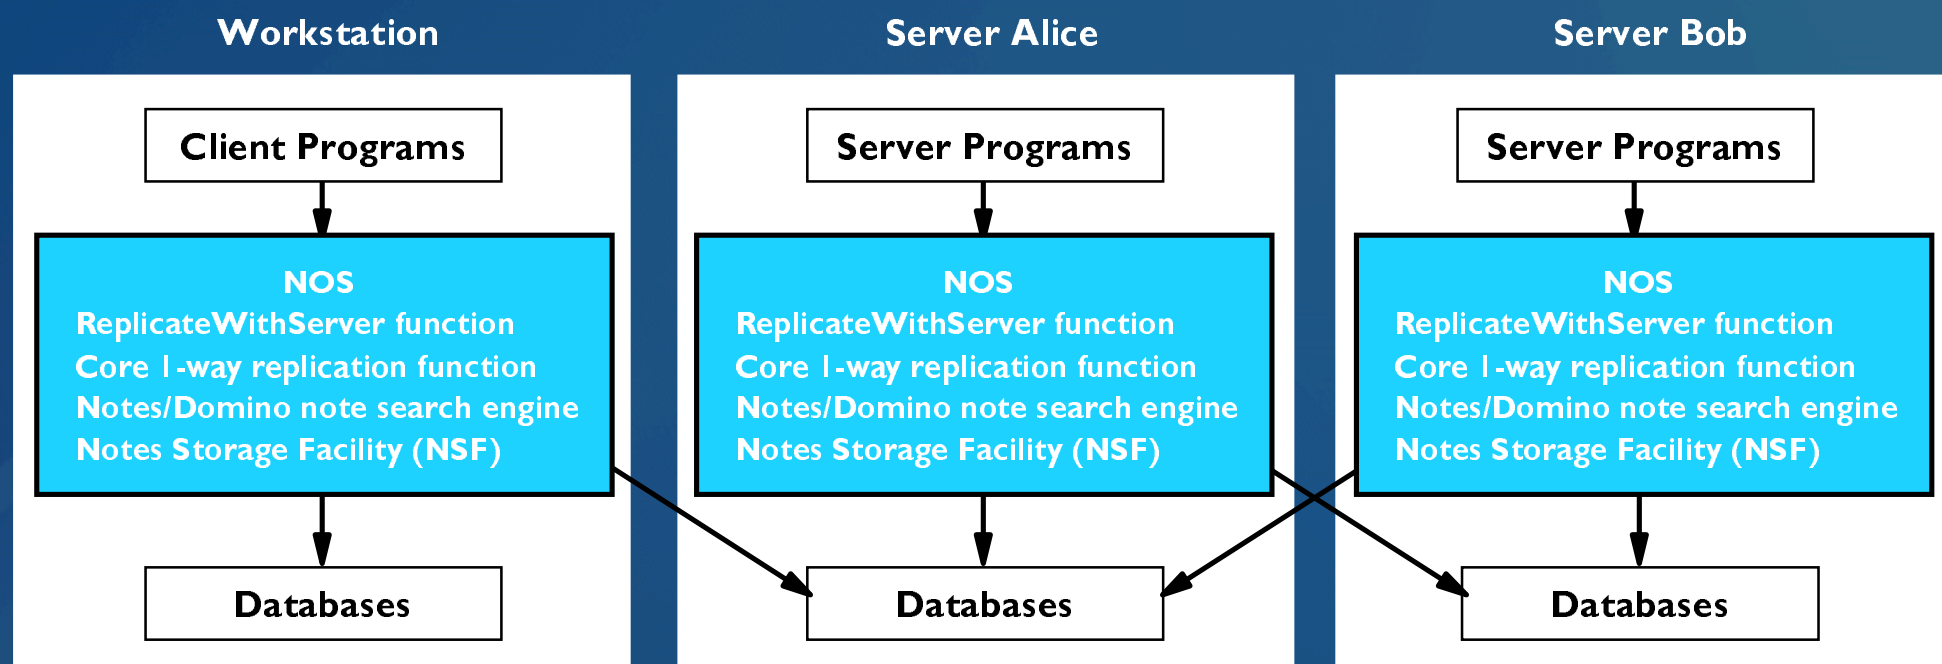 Workstation
Server Alice
Server Bob
Client Programs
Server Programs
Server Programs
NOS
ReplicateWithServer function
Core 1-way replication function
Notes/Domino note search engine
Notes Storage Facility (NSF)
NOS
ReplicateWithServer function
Core 1-way replication function
Notes/Domino note search engine
Notes Storage Facility (NSF)
NOS
ReplicateWithServer function
Core 1-way replication function
Notes/Domino note search engine
Notes Storage Facility (NSF)
Databases
Databases
Databases